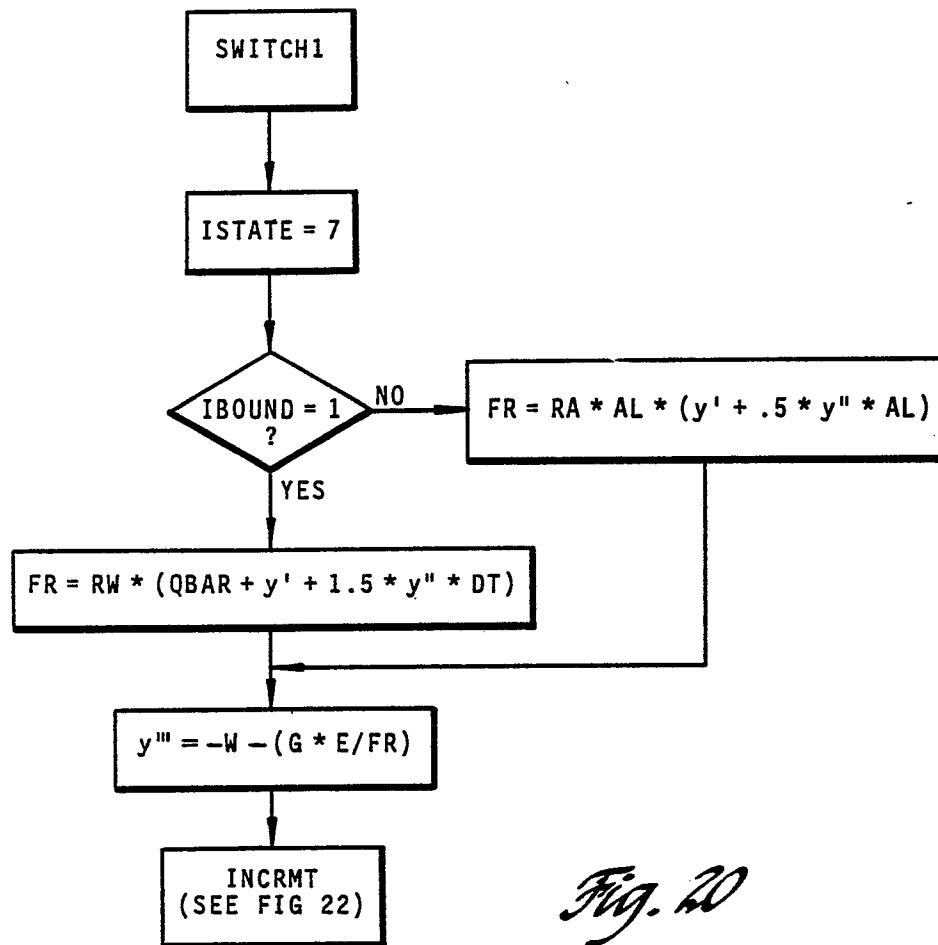 SWITCH1
ISTATE = 7
IBOUND = 1
?
NO
FR = RA * AL * (y' + .5 * y" * AL)
YES
FR = RW * (QBAR + y' + 1.5 * y" * DT)
y"' = –W – (G * E/FR)
INCRMT
(SEE FIG 22)
Fig. 20